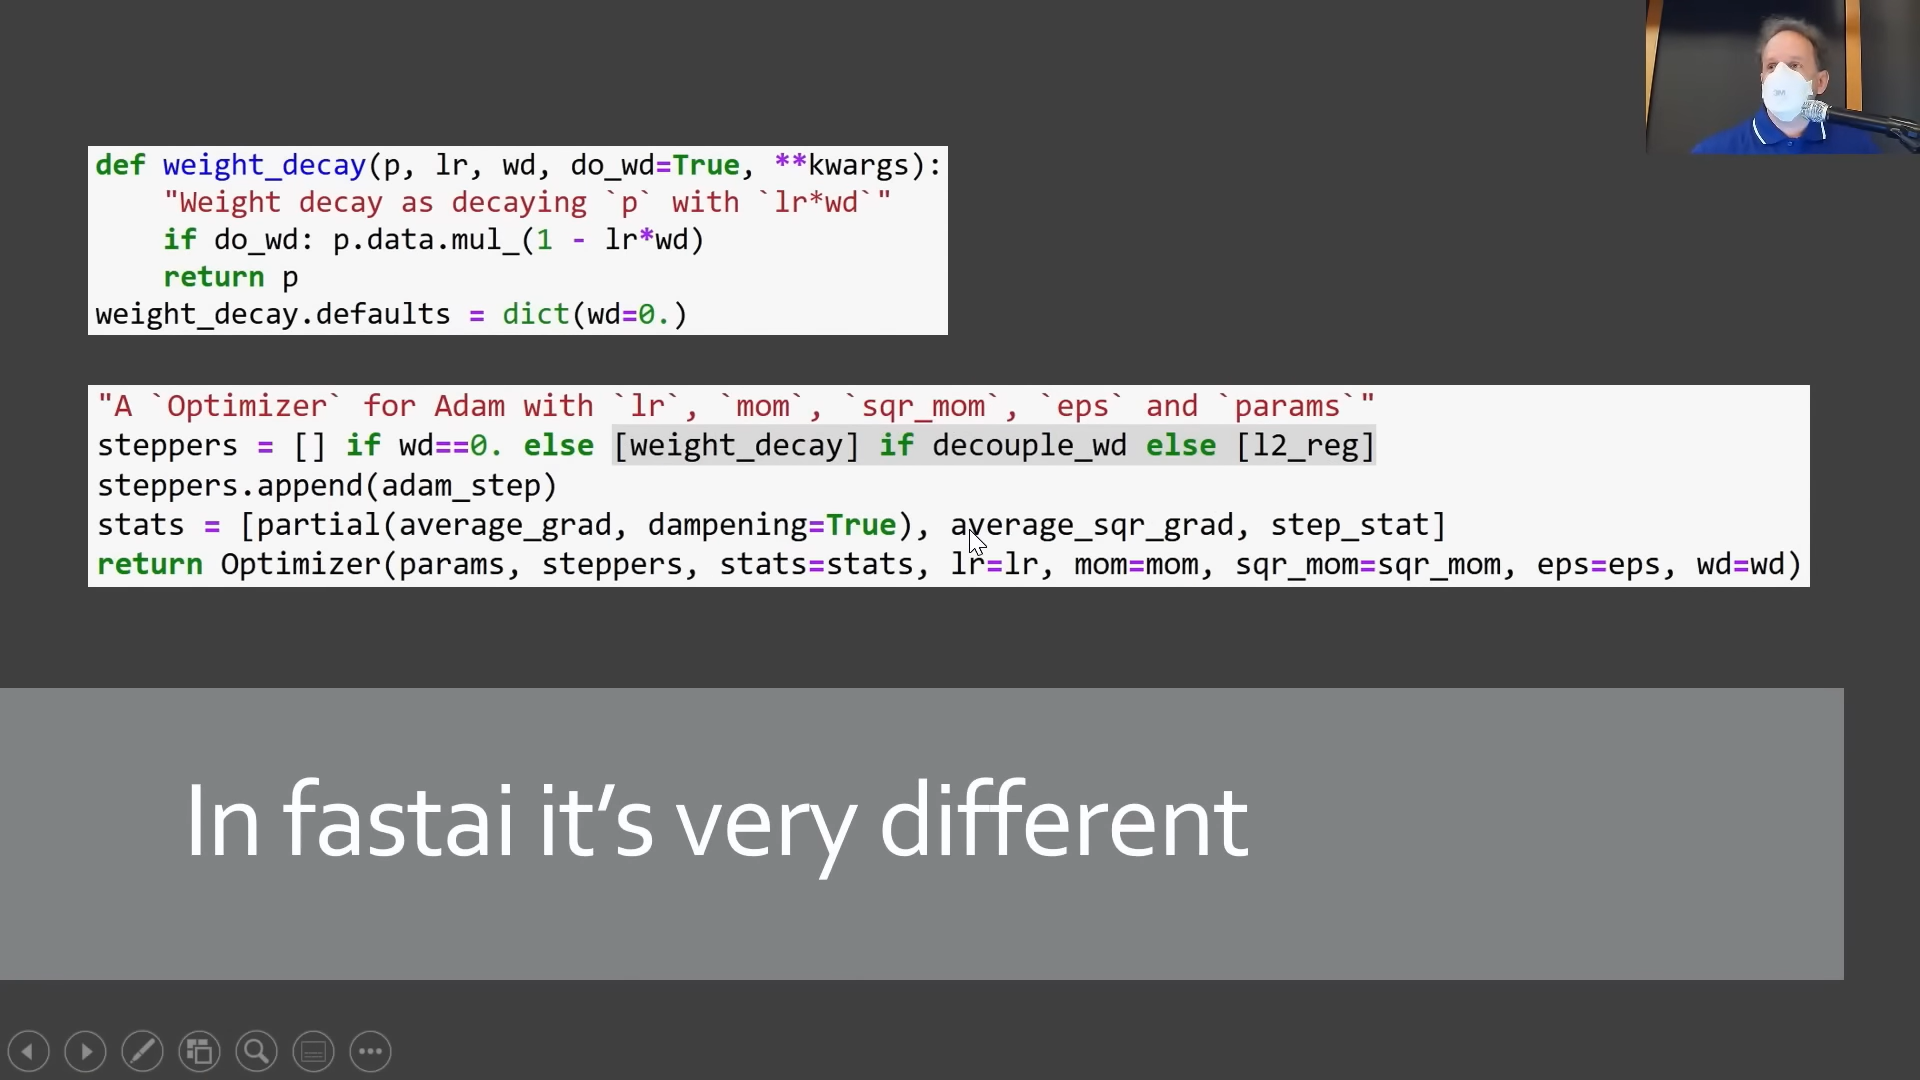 def weight_decay(p, lr, wd, do_wd=True, **kwargs):
    "Weight decay as decaying `p` with `lr*wd`"
    if do_wd: p.data.mul_(1 - lr*wd)
    return p
weight_decay.defaults = dict(wd=0.)
"A `Optimizer` for Adam with `lr`, `mom`, `sqr_mom`, `eps` and `params`"
steppers = [] if wd==0. else [weight_decay] if decouple_wd else [l2_reg]
steppers.append(adam_step)
stats = [partial(average_grad, dampening=True), average_sqr_grad, step_stat]
return Optimizer(params, steppers, stats=stats, lr=lr, mom=mom, sqr_mom=sqr_mom, eps=eps, wd=wd)
In fastai it’s very different
3M